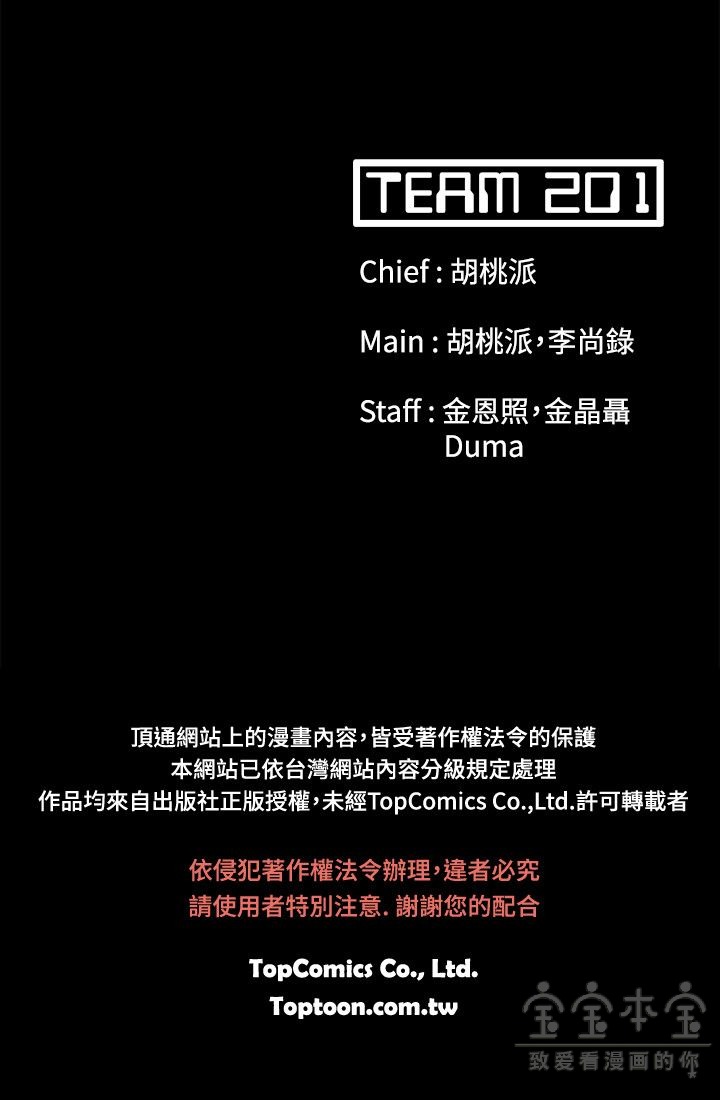 TEAM 201
Chief : 胡桃派
Main : 胡桃派，李尚錄
Staff : 金恩照，金晶聶
Duma
頂通網站上的漫畫內容，皆受著作權法令的保護
本網站已依台灣網站內容分級規定處理
作品均來自出版社正版授權，未經TopComics Co.,Ltd.許可轉載者
依侵犯著作權法令辦理，違者必究
請使用者特別注意. 謝謝您的配合
TopComics Co., Ltd.
Toptoon.com.tw
宝宝本宝
致爱看漫画的你*